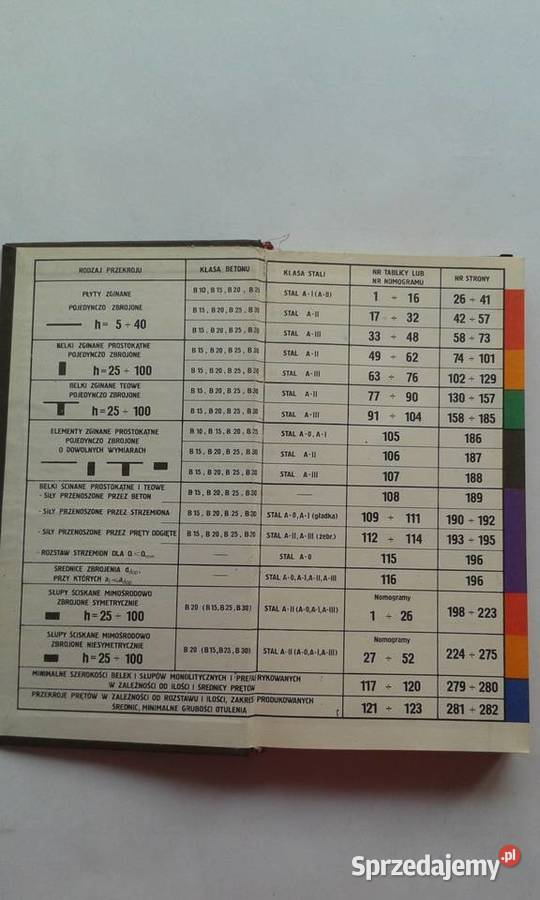 RODZAJ PRZEKROJU KLASA BETONU KLASA STALI NR TABLICY LUB NR NOMOGRAMU NR STRONY
PŁYTY ZGINANE
POJEDYNCZO ZBROJONE
h = 5 ÷ 40
B 10, B 15, B 20, B 25 STAL A-I (A-0) 1 ÷ 16 26 ÷ 41
B 15, B 20, B 25, B 30 STAL A-II 17 ÷ 32 42 ÷ 57
B 15, B 20, B 25, B 30 STAL A-III 33 ÷ 48 58 ÷ 73
BELKI ZGINANE PROSTOKĄTNE
POJEDYNCZO ZBROJONE
h = 25 ÷ 100
B 15, B 20, B 25, B 30 STAL A-II 49 ÷ 62 74 ÷ 101
B 15, B 20, B 25, B 30 STAL A-III 63 ÷ 76 102 ÷ 129
BELKI ZGINANE TEOWE
POJEDYNCZO ZBROJONE
h = 25 ÷ 100
B 15, B 20, B 25, B 30 STAL A-II 77 ÷ 90 130 ÷ 157
B 15, B 20, B 25, B 30 STAL A-III 91 ÷ 104 158 ÷ 185
ELEMENTY ZGINANE PROSTOKĄTNE
POJEDYNCZO ZBROJONE
O DOWOLNYCH WYMIARACH
B 10, B 15, B 20, B 25 STAL A-0, A-I 105 186
B 15, B 20, B 25, B 30 STAL A-II 106 187
B 15, B 20, B 25, B 30 STAL A-III 107 188
BELKI ŚCINANE PROSTOKĄTNE I TEOWE
- SIŁY PRZENOSZONE PRZEZ BETON B 15, B 20, B 25, B 30 — 108 189
- SIŁY PRZENOSZONE PRZEZ STRZEMIONA B 15, B 20, B 25, B 30 STAL A-0, A-I (gładka) 109 ÷ 111 190 ÷ 192
- SIŁY PRZENOSZONE PRZEZ PRĘTY ODGIĘTE B 15, B 20, B 25, B 30 STAL A-II, A-III (żebr.) 112 ÷ 114 193 ÷ 195
- ROZSTAW STRZEMION DLA Q < Q — STAL A-0 115 196
ŚREDNICE ZBROJENIA d
PRZY KTÓRYCH — STAL A-0, A-I, A-II, A-III 116 196
SŁUPY ŚCISKANE MIMOŚRODOWO
ZBROJONE SYMETRYCZNIE
h = 25 ÷ 100
B 20 (B 15, B 25, B 30) STAL A-II (A-0, A-I, A-III) Nomogramy 1 ÷ 26 198 ÷ 223
SŁUPY ŚCISKANE MIMOŚRODOWO
ZBROJONE NIESYMETRYCZNIE
h = 25 ÷ 100
B 20 (B 15, B 25, B 30) STAL A-II (A-0, A-I, A-III) Nomogramy 27 ÷ 52 224 ÷ 275
MINIMALNE SZEROKOŚCI BELEK I SŁUPÓW MONOLITYCZNYCH I PREFABRYKOWANYCH
W ZALEŻNOŚCI OD ILOŚCI I ŚREDNICY PRĘTÓW 117 ÷ 120 279 ÷ 280
PRZEKROJE PRĘTÓW W ZALEŻNOŚCI OD ROZSTAWU I ILOŚCI, ZAKRES PRODUKOWANYCH
ŚREDNIC, MINIMALNE GRUBOŚCI OTULENIA 121 ÷ 123 281 ÷ 282
Sprzedajemy.pl